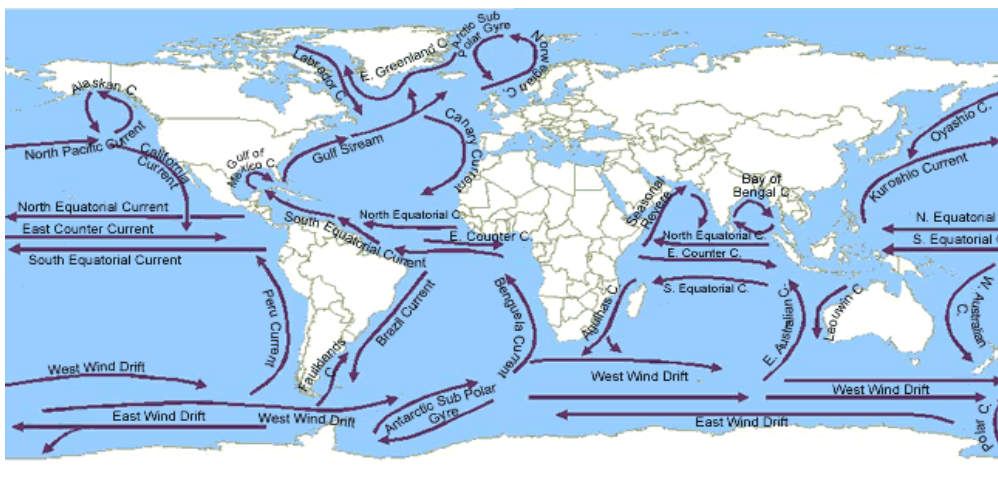 Arctic Sub
Polar Gyre
Norwegian C.
E. Greenland C.
Labrador C.
Alaskan C.
Oyashio C.
North Pacific Current
California
Current
Gulf of
Mexico C.
Gulf Stream
Canary Current
Kuroshio Current
Seasonal
Reverse
Bay of
Bengal C.
North Equatorial Current
East Counter Current
South Equatorial Current
North Equatorial C.
South Equatorial Current
E. Counter C.
North Equatorial C.
E. Counter C.
S. Equatorial C.
N. Equatorial
S. Equatorial
Peru Current
Brazil Current
Benguela Current
Agulhas C.
E. Australian C.
Leouwin C.
W. Australian
C.
Faulklands
C.
West Wind Drift
West Wind Drift
West Wind Drift
East Wind Drift
West Wind Drift
Antarctic Sub Polar
Gyre
East Wind Drift
Polar C.